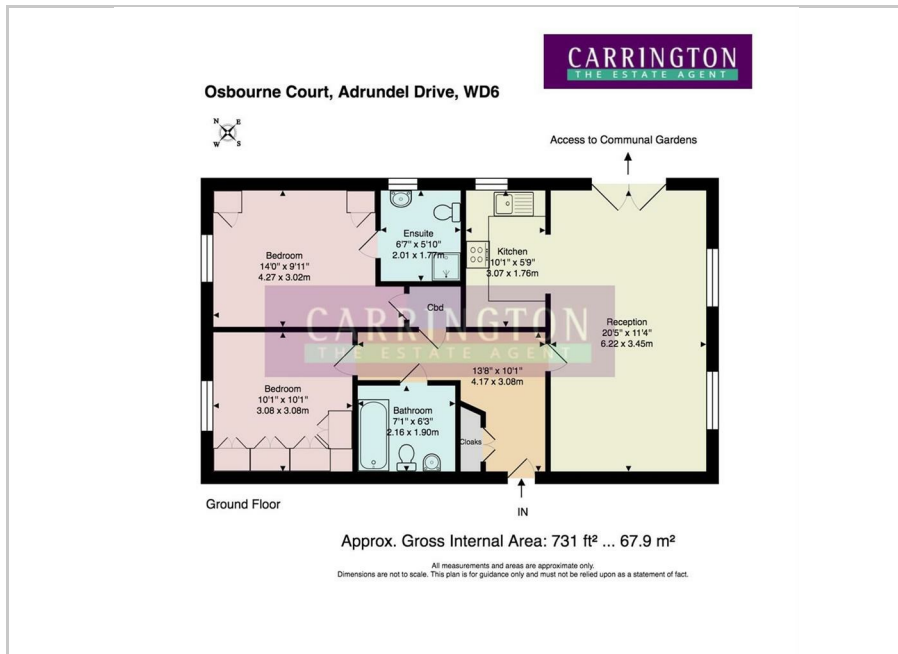 CARRINGTON
THE ESTATE AGENT
Osbourne Court, Adrundel Drive, WD6
N E
W S
Access to Communal Gardens
Bedroom
14'0" x 9'11"
4.27 x 3.02m
Ensuite
6'7" x 5'10"
2.01 x 1.77m
Kitchen
10'1" x 5'9"
3.07 x 1.76m
Cbd
Reception
20'5" x 11'4"
6.22 x 3.45m
CARRINGTON
THE ESTATE AGENT
13'8" x 10'1"
4.17 x 3.08m
Bedroom
10'1" x 10'1"
3.08 x 3.08m
Bathroom
7'1" x 6'3"
2.16 x 1.90m
Cloaks
IN
Ground Floor
Approx. Gross Internal Area: 731 ft² ... 67.9 m²
All measurements and areas are approximate only.
Dimensions are not to scale. This plan is for guidance only and must not be relied upon as a statement of fact.